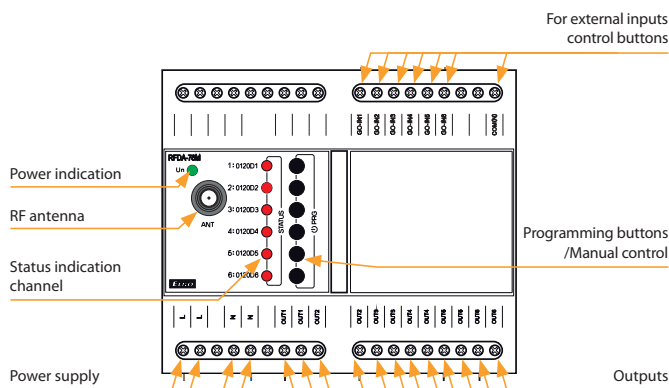 For external inputs
control buttons
GO-IN1
GO-IN2
GO-IN3
GO-IN4
GO-IN5
GO-IN6
COM(N)
RFDA-76M
Un
Power indication
RF antenna
ANT
Status indication
channel
1: 0120D1
2: 0120D2
3: 0120D3
4: 0120D4
5: 0120D5
6: 0120D6
STATUS
PRG
Programming buttons
/Manual control
ELKO
L
L
N
N
OUT1
OUT1
OUT2
OUT2
OUT3
OUT3
OUT4
OUT4
OUT5
OUT5
OUT6
OUT6
Power supply
Outputs